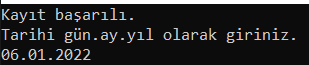 Kayıt başarılı.
Tarihi gün.ay.yıl olarak giriniz.
06.01.2022